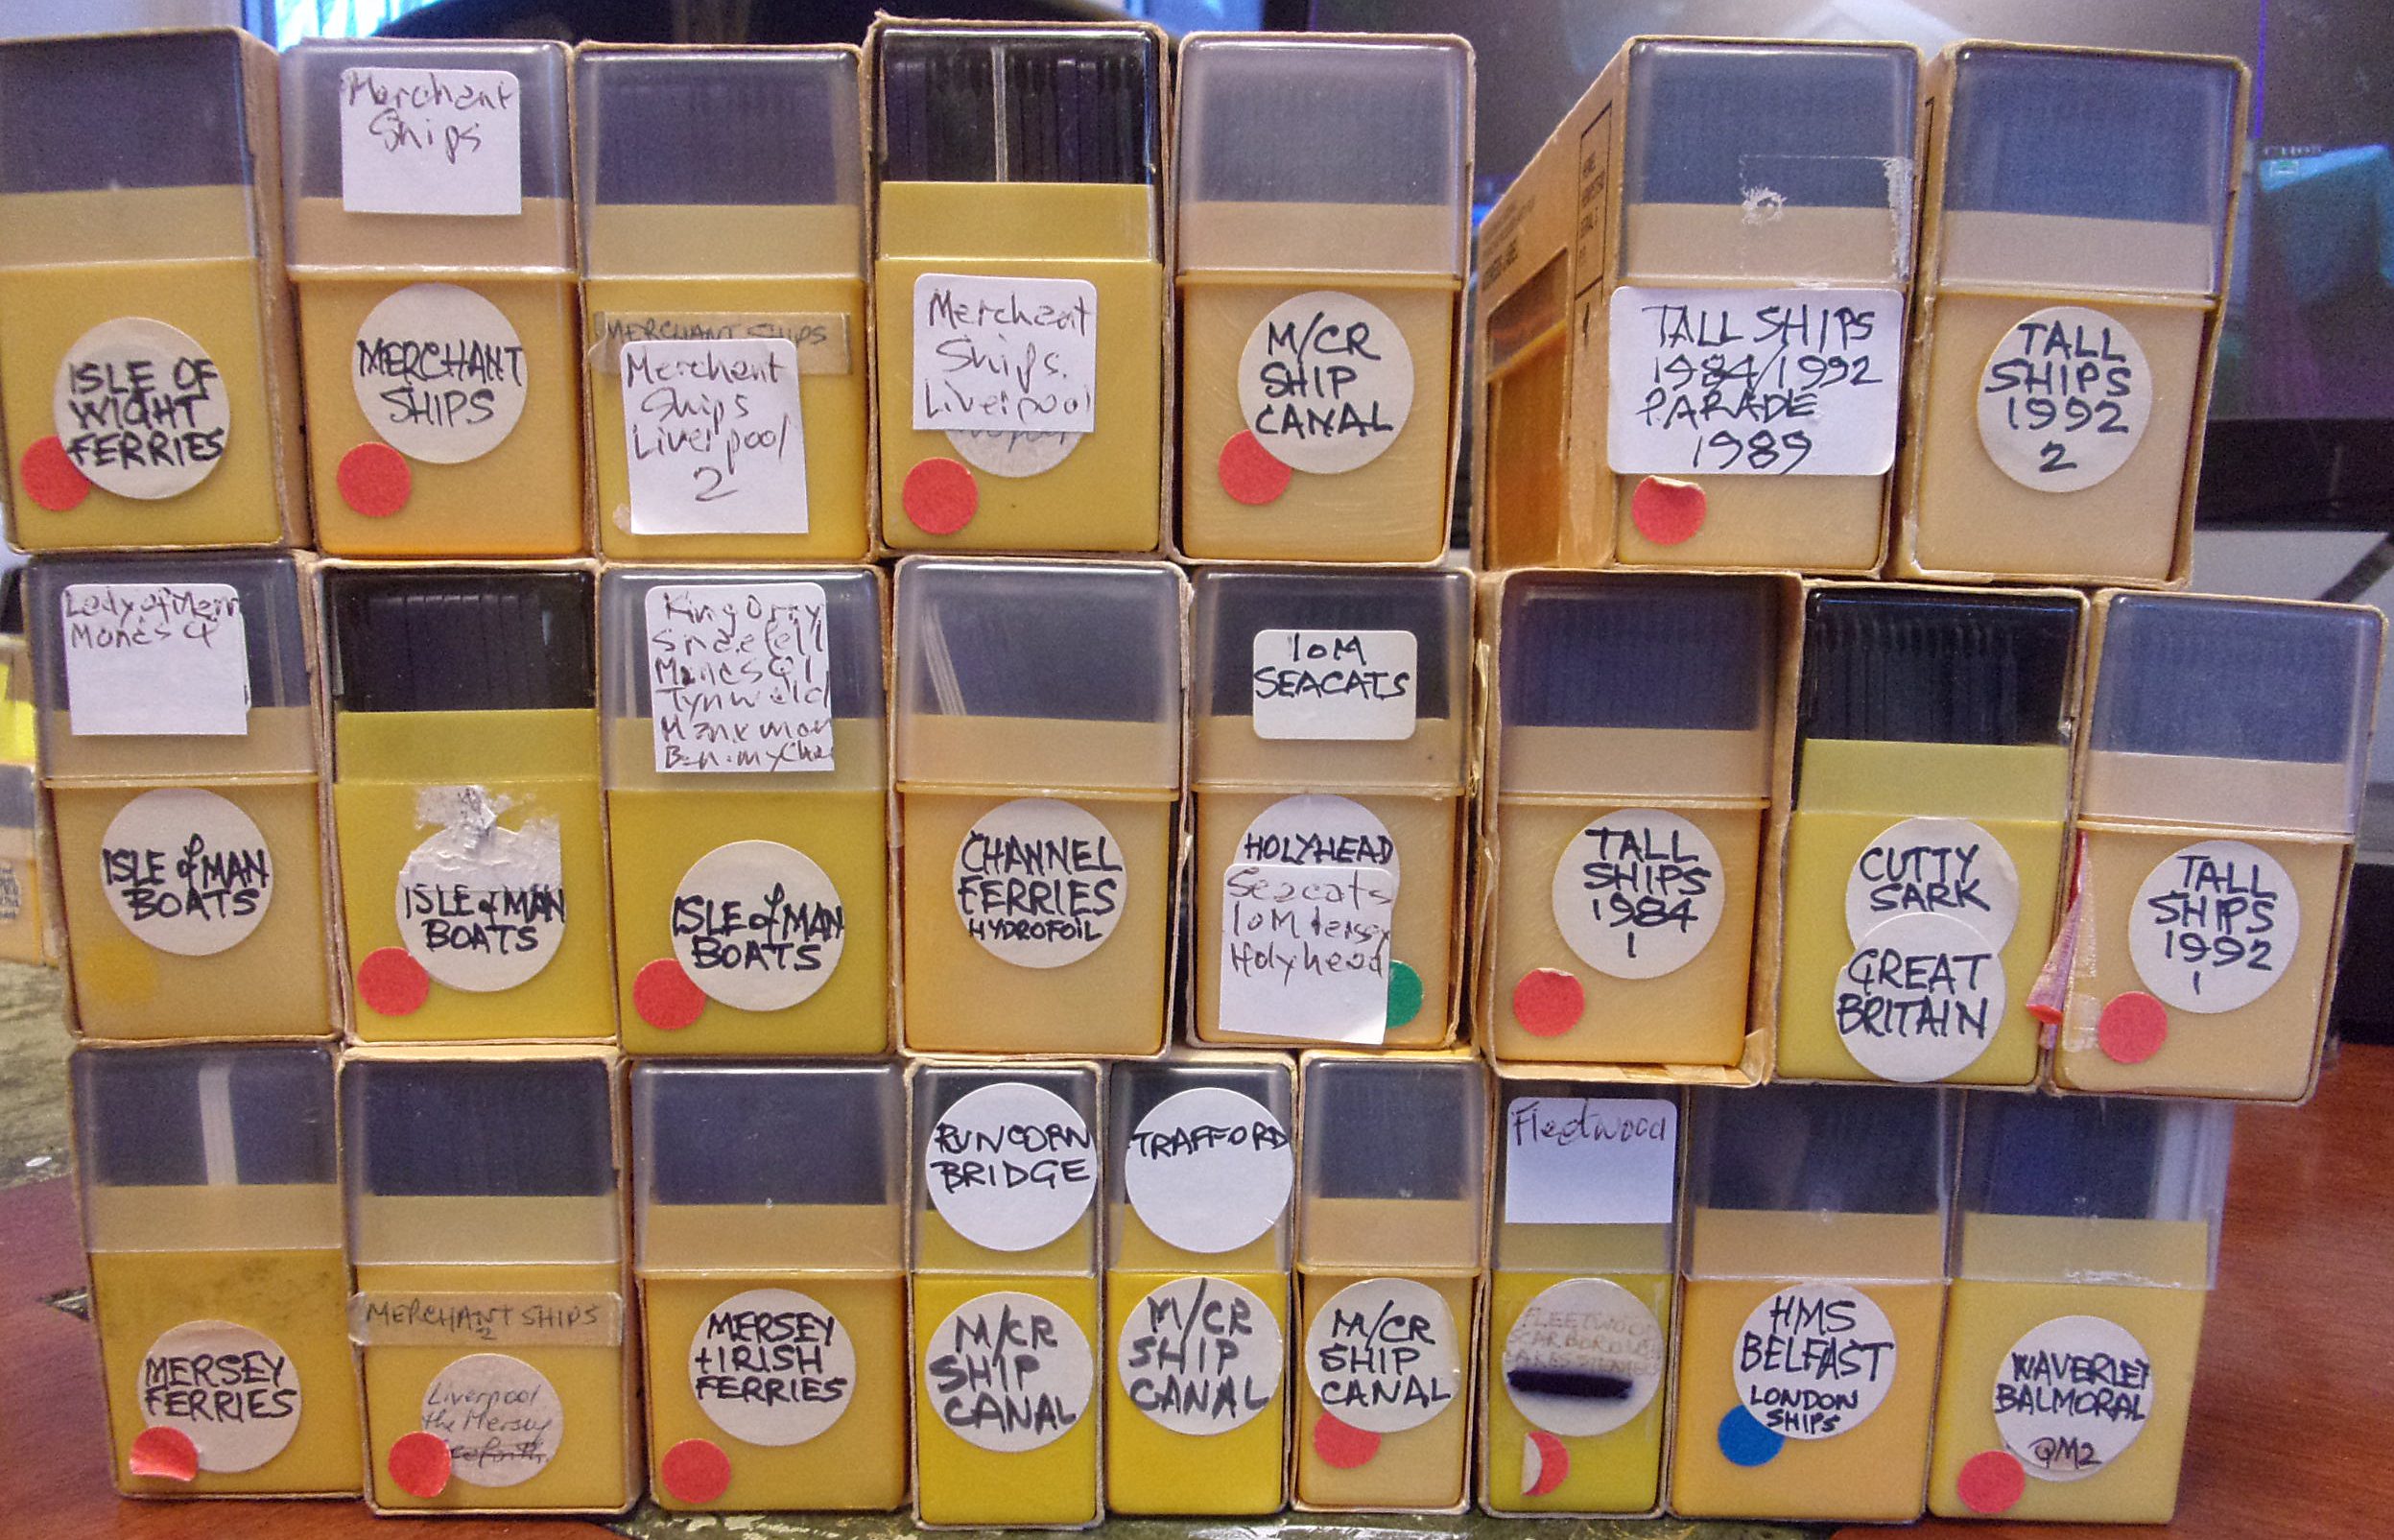 ISLE OF
WIGHT
FERRIES
Merchant
Ships
MERCHANT
SHIPS
MERCHANT SHIPS
Merchant
Ships
Liverpool
2
Merchant
Ships.
Liverpool
M/CR
SHIP
CANAL
TALL SHIPS
1984/1992
PARADE
1989
TALL
SHIPS
1992
2
Lady of Mann
Manés 4
ISLE of MAN
BOATS
ISLE of MAN
BOATS
King Orry
Snaefell
Tynwald
Manxman
ISLE of MAN
BOATS
CHANNEL
FERRIES
HYDROFOIL
IOM
SEACATS
HOLYHEAD
Seacats
IOM Jersey
Holyhead
TALL
SHIPS
1984
1
CUTTY
SARK
GREAT
BRITAIN
TALL
SHIPS
1992
1
MERSEY
FERRIES
MERCHANT SHIPS
2
Liverpool
the Mersey
MERSEY
+IRISH
FERRIES
RUNCORN
BRIDGE
M/CR
SHIP
CANAL
TRAFFORD
M/CR
SHIP
CANAL
M/CR
SHIP
CANAL
Fleetwood
FLEETWOOD
SCARBOROUGH
HMS
BELFAST
LONDON
SHIPS
WAVERLEY
BALMORAL
QM2